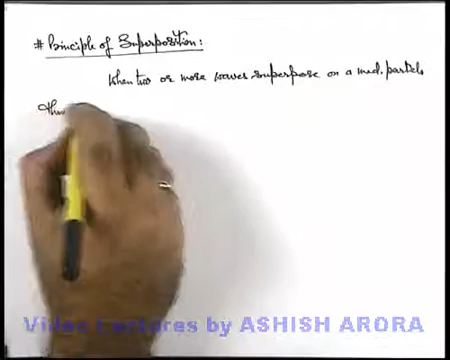 # Principle of Superposition:
When two or more waves superpose on a med. particle
Video Lectures by ASHISH ARORA